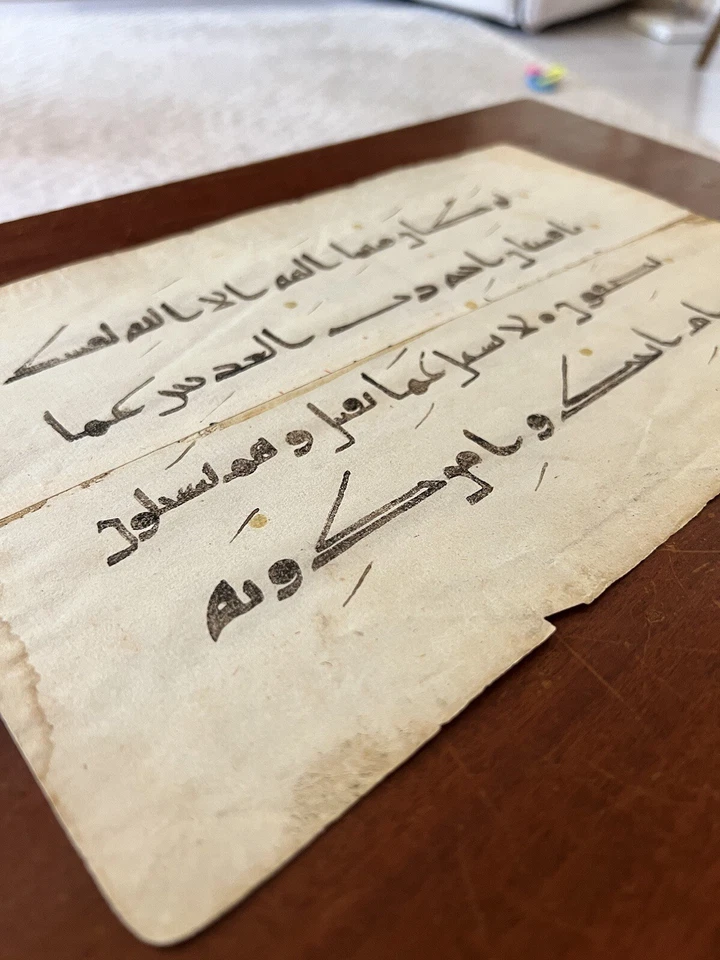 لو كان فيهما الهه الا الله لفسد
تا فسبحن الله رب العرش عما
يصفون لا يسل عما يفعل وهم يسلون
ام اتخذوا من دونه